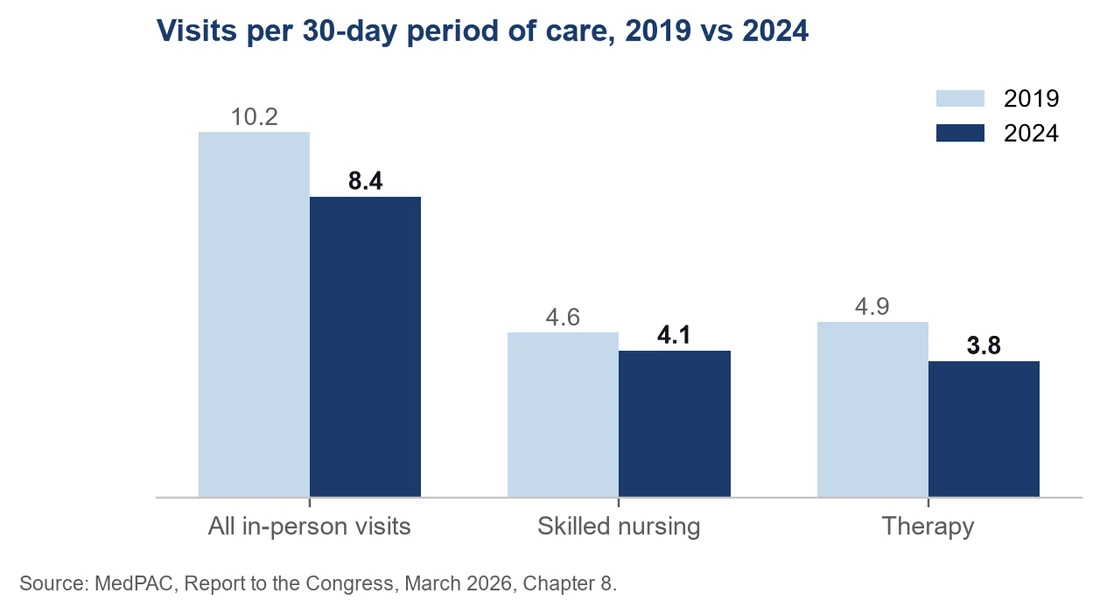 Visits per 30-day period of care, 2019 vs 2024
2019
2024
10.2
8.4
4.6
4.1
4.9
3.8
All in-person visits
Skilled nursing
Therapy
Source: MedPAC, Report to the Congress, March 2026, Chapter 8.